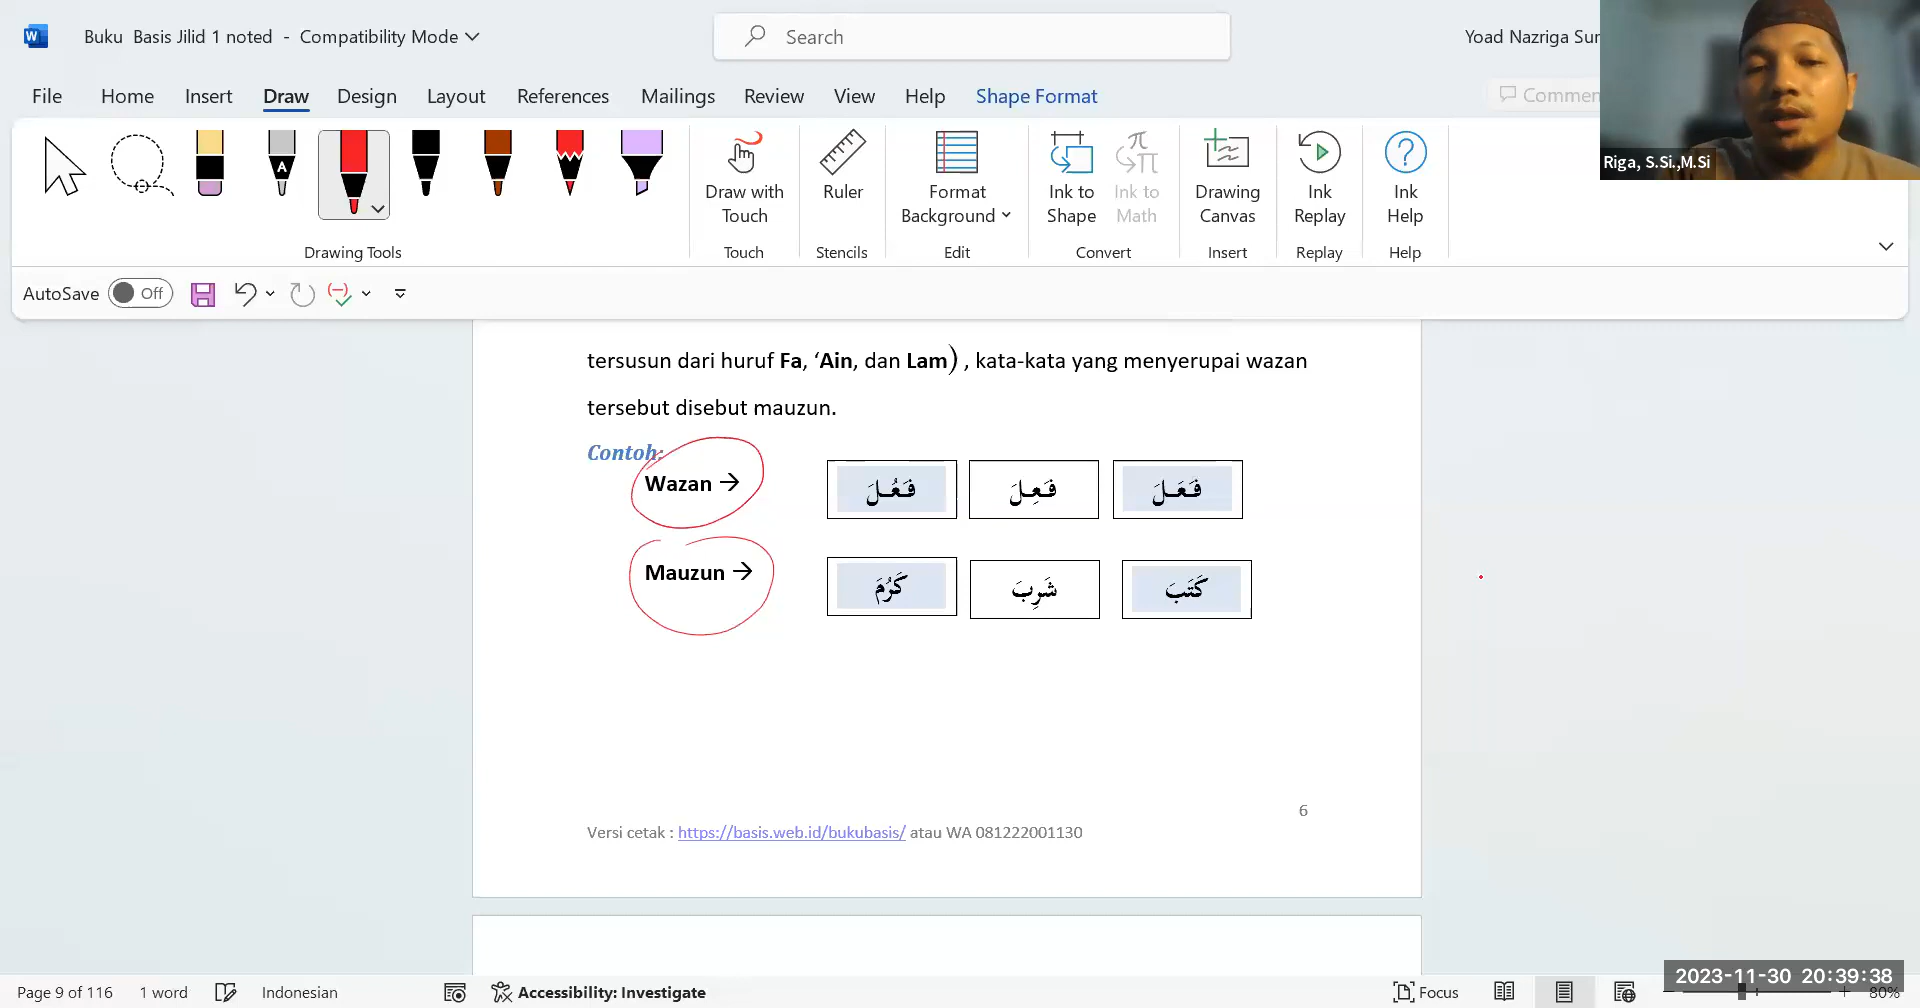 Buku Basis Jilid 1 noted - Compatibility Mode
Search
Yoad Nazriga
File Home Insert Draw Design Layout References Mailings Review View Help Shape Format
Draw with Touch
Ruler
Format Background
Ink to Shape
Ink to Math
Drawing Canvas
Ink Replay
Ink Help
Drawing Tools Touch Stencils Edit Convert Insert Replay Help
Riga, S.Si.,M.Si
AutoSave Off
tersusun dari huruf Fa, ‘Ain, dan Lam) , kata-kata yang menyerupai wazan
tersebut disebut mauzun.
Contoh:
Wazan → فَعَلَ فَعِلَ فَعُلَ
Mauzun → كَتَبَ شَرِبَ كَرُمَ
6
Versi cetak : https://basis.web.id/bukubasis/ atau WA 081222001130
Page 9 of 116 1 word Indonesian Accessibility: Investigate Focus 80%
2023-11-30 20:39:38